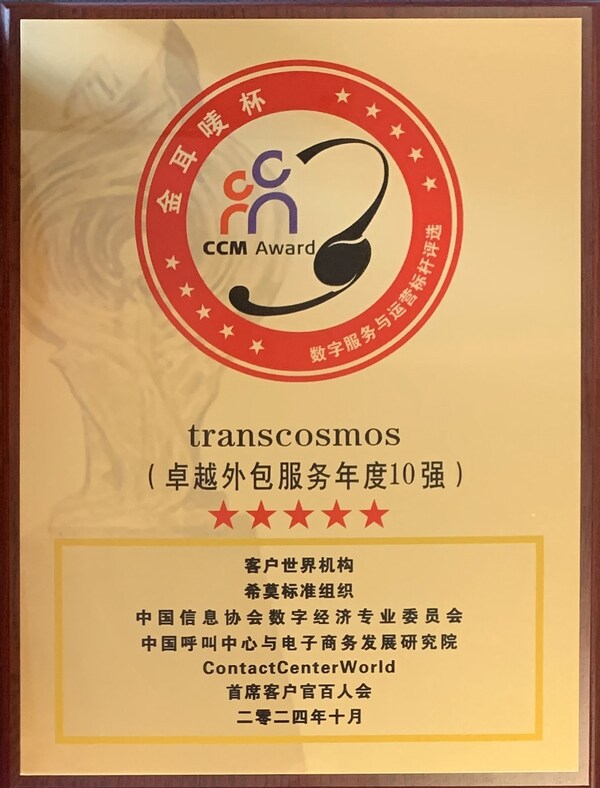 金耳唛杯
CCM Award
数字服务与运营标杆评选
transcosmos
(卓越外包服务年度10强)
客户世界机构
希莫标准组织
中国信息协会数字经济专业委员会
中国呼叫中心与电子商务发展研究院
ContactCenterWorld
首席客户官百人会
二零二四年十月